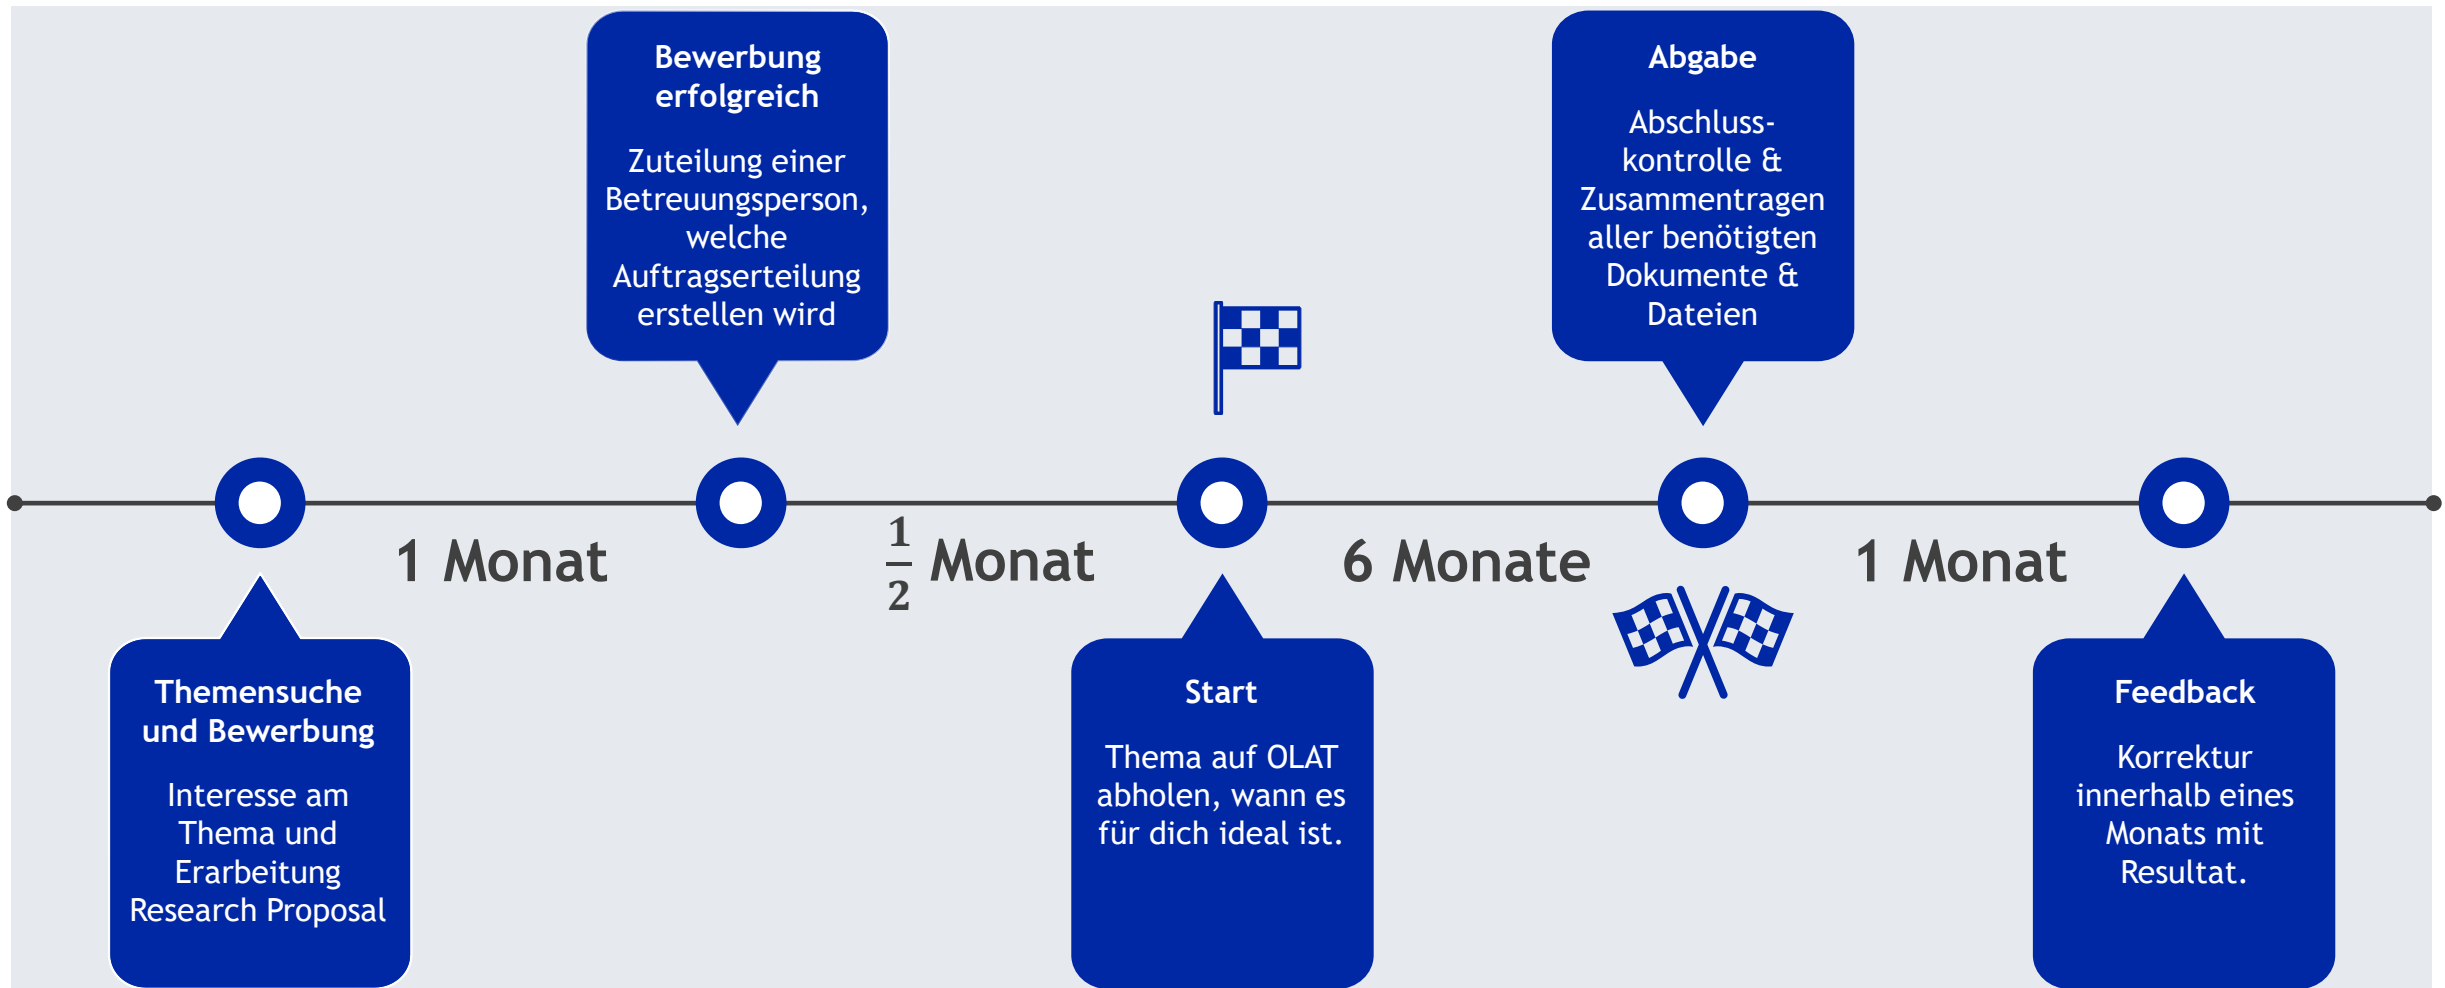 Bewerbung
erfolgreich
Zuteilung einer
Betreuungsperson,
welche
Auftragserteilung
erstellen wird
Abgabe
Abschluss-
kontrolle &
Zusammentragen
aller benötigten
Dokumente &
Dateien
1 Monat
1/2 Monat
6 Monate
1 Monat
Themensuche
und Bewerbung
Interesse am
Thema und
Erarbeitung
Research Proposal
Start
Thema auf OLAT
abholen, wann es
für dich ideal ist.
Feedback
Korrektur
innerhalb eines
Monats mit
Resultat.